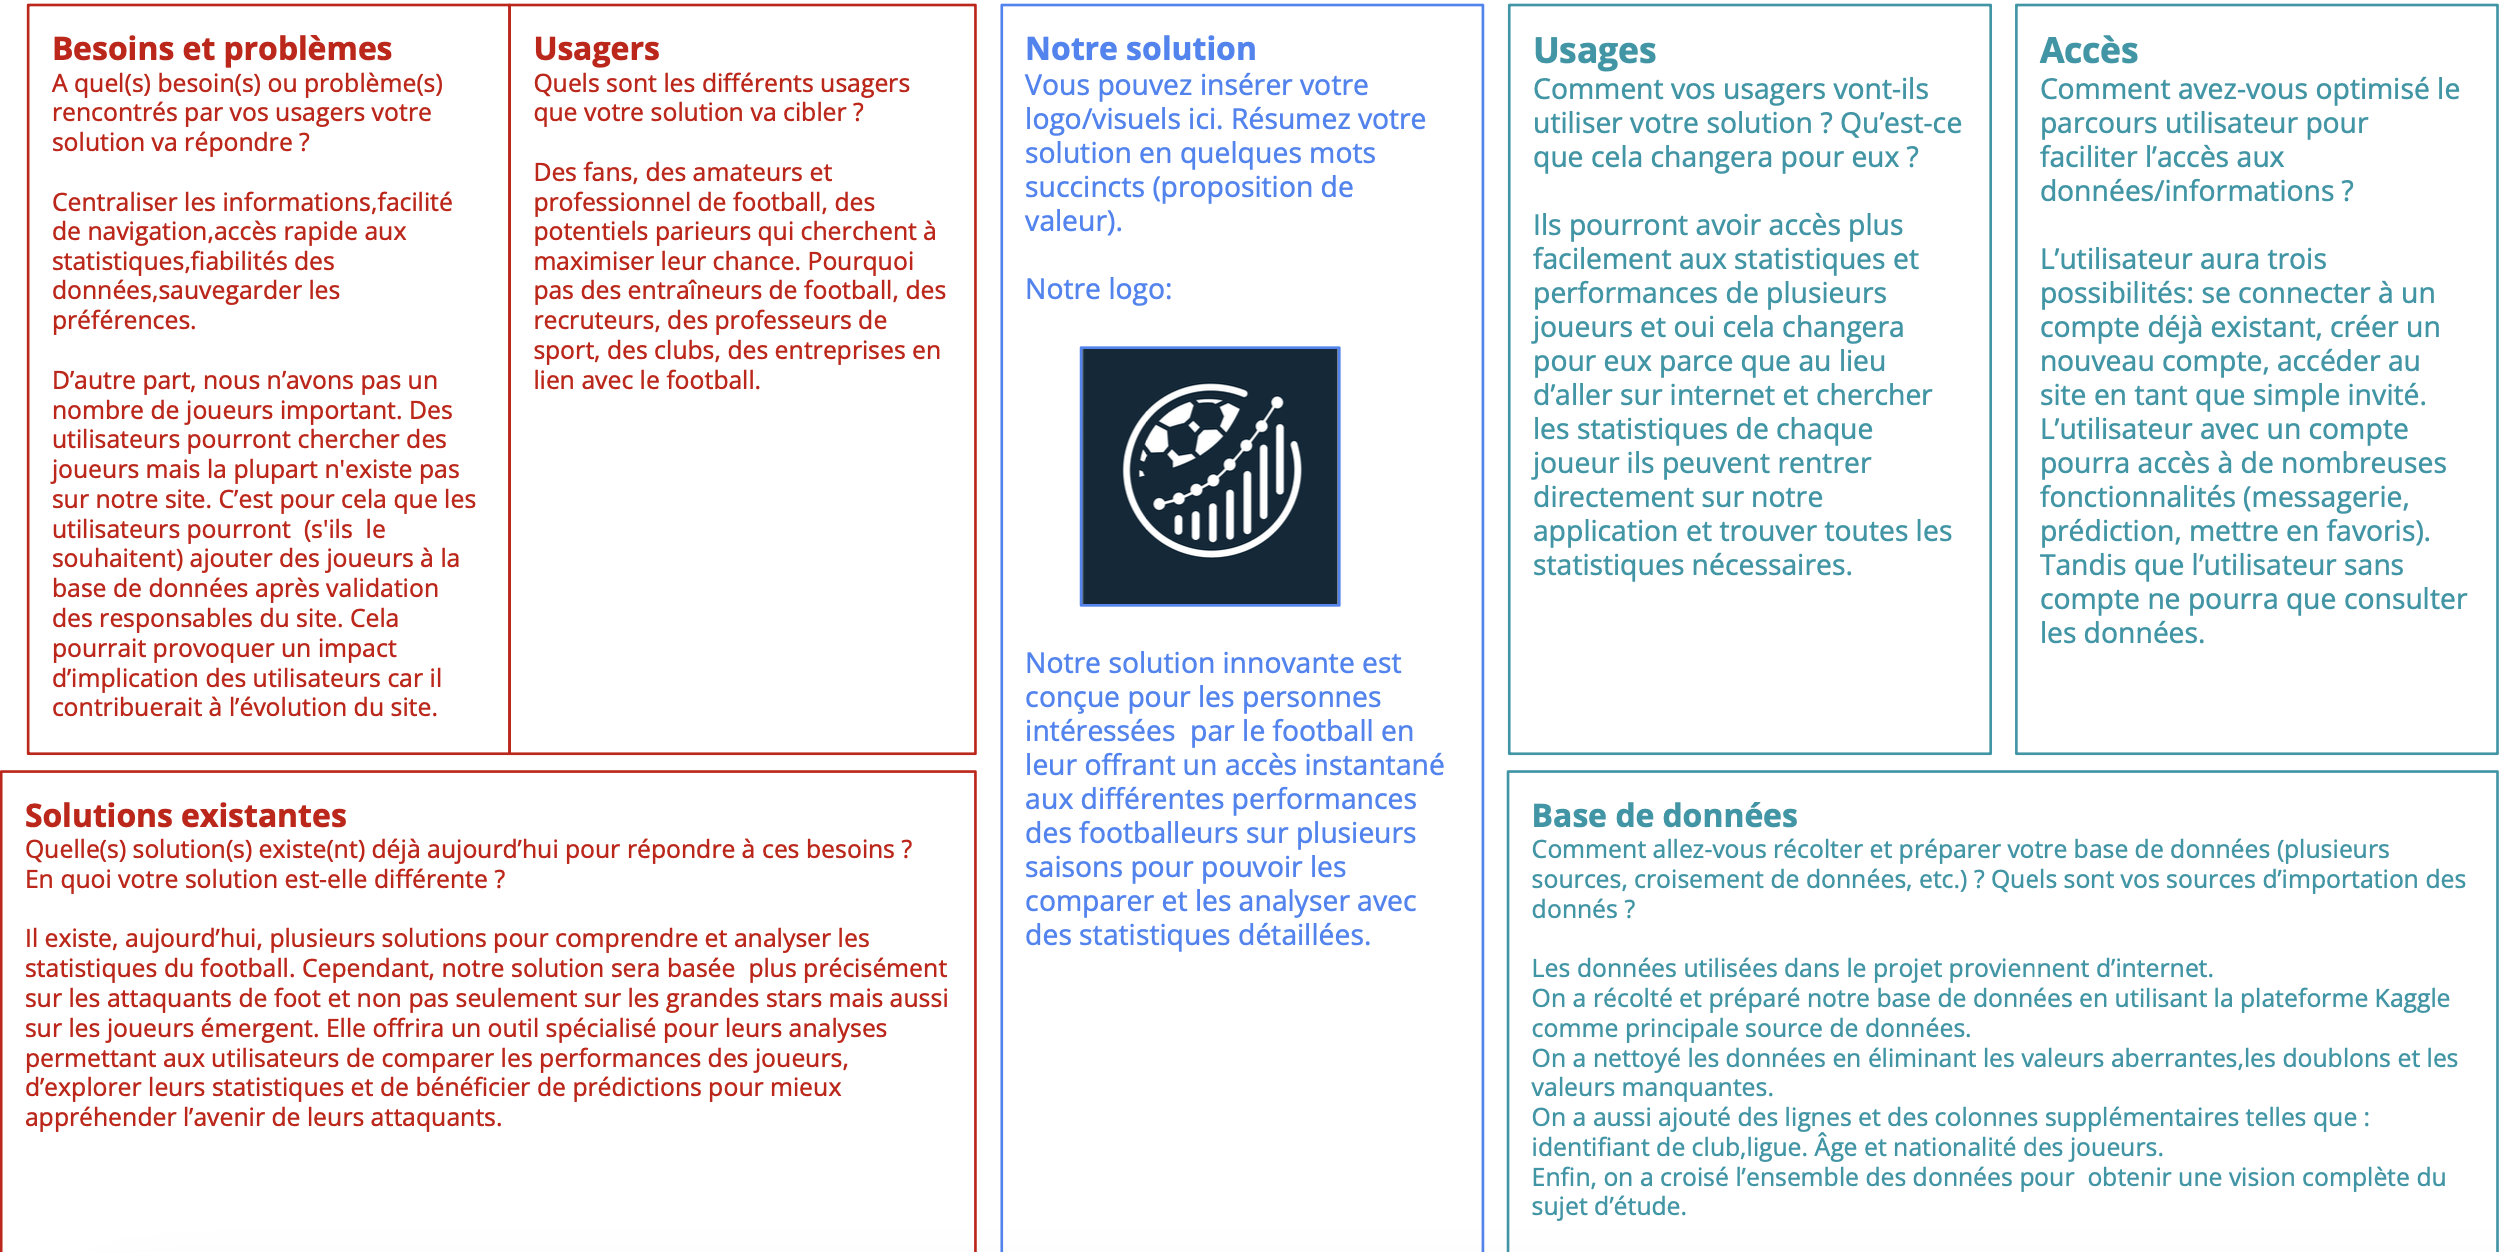 Besoins et problèmes
A quel(s) besoin(s) ou problème(s)
rencontrés par vos usagers votre
solution va répondre ?
Centraliser les informations,facilité
de navigation,accès rapide aux
statistiques,fiabilités des
données,sauvegarder les
préférences.
D’autre part, nous n’avons pas un
nombre de joueurs important. Des
utilisateurs pourront chercher des
joueurs mais la plupart n'existe pas
sur notre site. C’est pour cela que les
utilisateurs pourront  (s'ils  le
souhaitent) ajouter des joueurs à la
base de données après validation
des responsables du site. Cela
pourrait provoquer un impact
d’implication des utilisateurs car il
contribuerait à l’évolution du site.
Usagers
Quels sont les différents usagers
que votre solution va cibler ?
Des fans, des amateurs et
professionnel de football, des
potentiels parieurs qui cherchent à
maximiser leur chance. Pourquoi
pas des entraîneurs de football, des
recruteurs, des professeurs de
sport, des clubs, des entreprises en
lien avec le football.
Solutions existantes
Quelle(s) solution(s) existe(nt) déjà aujourd’hui pour répondre à ces besoins ?
En quoi votre solution est-elle différente ?
Il existe, aujourd’hui, plusieurs solutions pour comprendre et analyser les
statistiques du football. Cependant, notre solution sera basée  plus précisément
sur les attaquants de foot et non pas seulement sur les grandes stars mais aussi
sur les joueurs émergent. Elle offrira un outil spécialisé pour leurs analyses
permettant aux utilisateurs de comparer les performances des joueurs,
d’explorer leurs statistiques et de bénéficier de prédictions pour mieux
appréhender l’avenir de leurs attaquants.
Notre solution
Vous pouvez insérer votre
logo/visuels ici. Résumez votre
solution en quelques mots
succincts (proposition de
valeur).
Notre logo:
Notre solution innovante est
conçue pour les personnes
intéressées  par le football en
leur offrant un accès instantané
aux différentes performances
des footballeurs sur plusieurs
saisons pour pouvoir les
comparer et les analyser avec
des statistiques détaillées.
Usages
Comment vos usagers vont-ils
utiliser votre solution ? Qu’est-ce
que cela changera pour eux ?
Ils pourront avoir accès plus
facilement aux statistiques et
performances de plusieurs
joueurs et oui cela changera
pour eux parce que au lieu
d’aller sur internet et chercher
les statistiques de chaque
joueur ils peuvent rentrer
directement sur notre
application et trouver toutes les
statistiques nécessaires.
Accès
Comment avez-vous optimisé le
parcours utilisateur pour
faciliter l’accès aux
données/informations ?
L’utilisateur aura trois
possibilités: se connecter à un
compte déjà existant, créer un
nouveau compte, accéder au
site en tant que simple invité.
L’utilisateur avec un compte
pourra accès à de nombreuses
fonctionnalités (messagerie,
prédiction, mettre en favoris).
Tandis que l’utilisateur sans
compte ne pourra que consulter
les données.
Base de données
Comment allez-vous récolter et préparer votre base de données (plusieurs
sources, croisement de données, etc.) ? Quels sont vos sources d’importation des
donnés ?
Les données utilisées dans le projet proviennent d’internet.
On a récolté et préparé notre base de données en utilisant la plateforme Kaggle
comme principale source de données.
On a nettoyé les données en éliminant les valeurs aberrantes,les doublons et les
valeurs manquantes.
On a aussi ajouté des lignes et des colonnes supplémentaires telles que :
identifiant de club,ligue. Âge et nationalité des joueurs.
Enfin, on a croisé l’ensemble des données pour  obtenir une vision complète du
sujet d’étude.